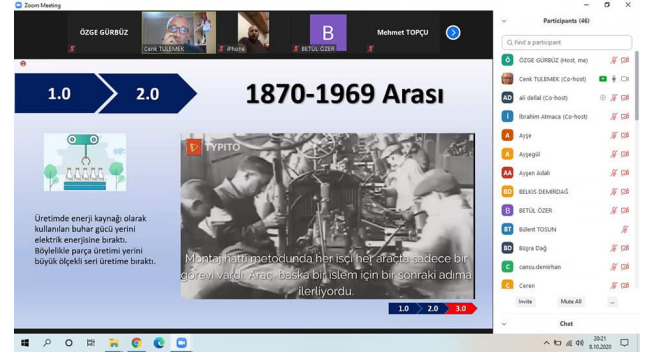 Zoom Meeting
ÖZGE GÜRBÜZ
Cenk TULEMEK
iPhone
B
BETÜL ÖZER
Mehmet TOPÇU
1.0
2.0
1870-1969 Arası
TYPITO
Üretimde enerji kaynağı olarak
kullanılan buhar gücü yerini
elektrik enerjisine bıraktı.
Böylelikle parça üretimi yerini
büyük ölçekli seri üretime bıraktı.
Montaj hattı metodunda her işçi her araçta sadece bir
görevi vardı. Araç, başka bir işlem için bir sonraki adıma
ilerliyordu.
1.0 2.0 3.0
Participants (46)
Find a participant
Ö ÖZGE GÜRBÜZ (Host, me)
Cenk TULEMEK (Co-host)
AD ali dellal (Co-host)
İ İbrahim Atmaca (Co-host)
A Ayşe
A Ayşegül
AA Ayşen Adalı
BD BELKIS DEMİRDAĞ
B BETÜL ÖZER
BT Bülent TOSUN
BD Büşra Dağ
C cansu.demirhan
C Ceren
Invite
Mute All
...
Chat
20:21
8.10.2020